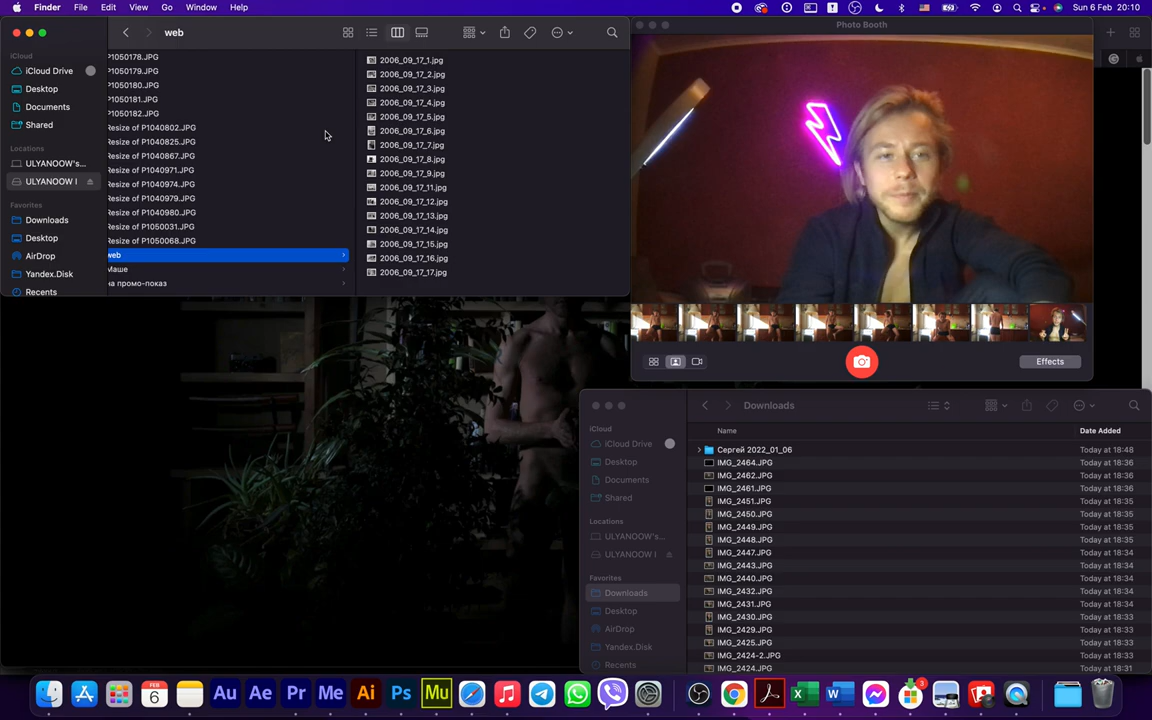 Finder File Edit View Go Window Help
Sun 6 Feb 20:10
web
iCloud
iCloud Drive
Desktop
Documents
Shared
Locations
ULYANOOW's...
ULYANOOW I
Favorites
Downloads
Desktop
AirDrop
Yandex.Disk
Recents
P1050178.JPG
P1050179.JPG
P1050180.JPG
P1050181.JPG
P1050182.JPG
Resize of P1040802.JPG
Resize of P1040825.JPG
Resize of P1040867.JPG
Resize of P1040971.JPG
Resize of P1040974.JPG
Resize of P1040979.JPG
Resize of P1040980.JPG
Resize of P1050031.JPG
Resize of P1050068.JPG
web
Маше
на промо-показ
2006_09_17_1.jpg
2006_09_17_2.jpg
2006_09_17_3.jpg
2006_09_17_4.jpg
2006_09_17_5.jpg
2006_09_17_6.jpg
2006_09_17_7.jpg
2006_09_17_8.jpg
2006_09_17_9.jpg
2006_09_17_11.jpg
2006_09_17_12.jpg
2006_09_17_13.jpg
2006_09_17_14.jpg
2006_09_17_15.jpg
2006_09_17_16.jpg
2006_09_17_17.jpg
Photo Booth
Effects
Downloads
iCloud
iCloud Drive
Desktop
Documents
Shared
Locations
ULYANOOW's...
ULYANOOW I
Favorites
Downloads
Desktop
AirDrop
Yandex.Disk
Recents
Name Date Added
Сергей 2022_01_06 Today at 18:48
IMG_2464.JPG Today at 18:36
IMG_2462.JPG Today at 18:36
IMG_2461.JPG Today at 18:36
IMG_2451.JPG Today at 18:35
IMG_2450.JPG Today at 18:35
IMG_2449.JPG Today at 18:35
IMG_2448.JPG Today at 18:35
IMG_2447.JPG Today at 18:34
IMG_2443.JPG Today at 18:34
IMG_2440.JPG Today at 18:34
IMG_2432.JPG Today at 18:34
IMG_2431.JPG Today at 18:34
IMG_2430.JPG Today at 18:33
IMG_2429.JPG Today at 18:33
IMG_2425.JPG Today at 18:33
IMG_2424-2.JPG Today at 18:33
IMG_2424.JPG Today at 18:31
FEB
6
Au Ae Pr Me Ai Ps Mu
3